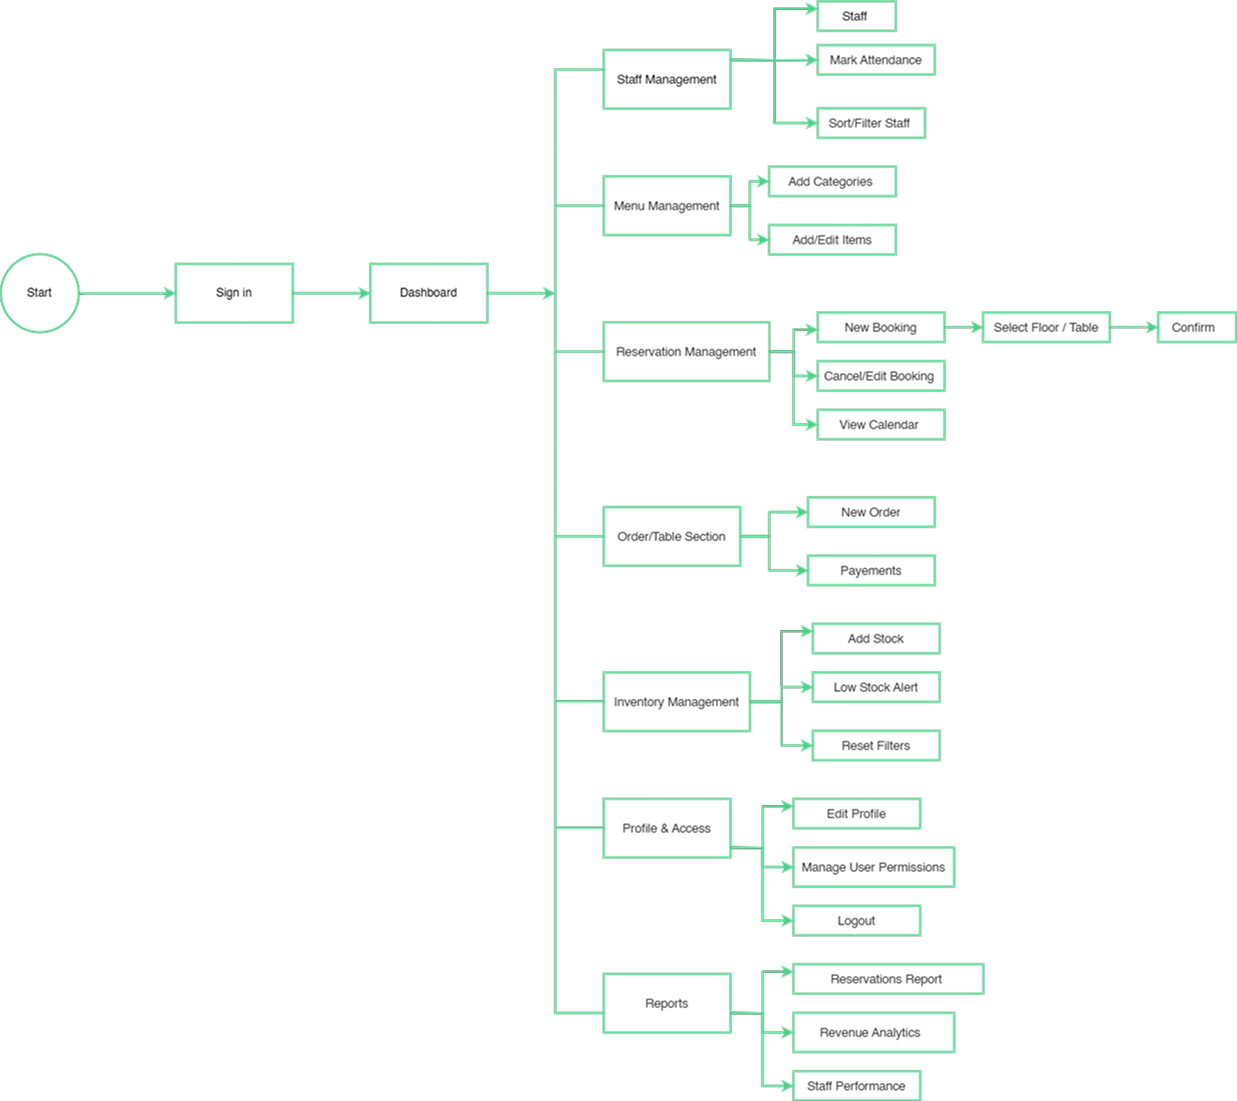 Start
Sign in
Dashboard
Staff Management
Staff
Mark Attendance
Sort/Filter Staff
Menu Management
Add Categories
Add/Edit Items
Reservation Management
New Booking
Select Floor / Table
Confirm
Cancel/Edit Booking
View Calendar
Order/Table Section
New Order
Payements
Inventory Management
Add Stock
Low Stock Alert
Reset Filters
Profile & Access
Edit Profile
Manage User Permissions
Logout
Reports
Reservations Report
Revenue Analytics
Staff Performance